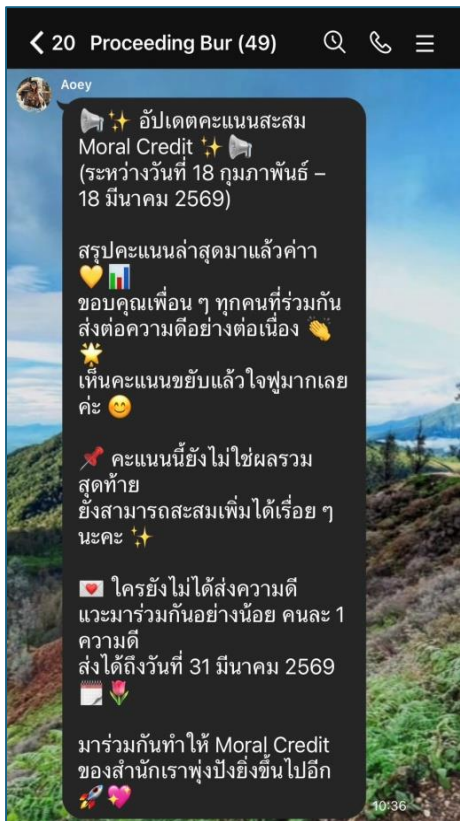 20 Proceeding Bur (49)
Aoey
📢✨ อัปเดตคะแนนสะสม
Moral Credit ✨📢
(ระหว่างวันที่ 18 กุมภาพันธ์ –
18 มีนาคม 2569)
สรุปคะแนนล่าสุดมาแล้วค่าา
💛📊
ขอบคุณเพื่อน ๆ ทุกคนที่ร่วมกัน
ส่งต่อความดีอย่างต่อเนื่อง 👏
🌟
เห็นคะแนนขยับแล้วใจฟูมากเลย
ค่ะ 😊
📌 คะแนนนี้ยังไม่ใช่ผลรวม
สุดท้าย
ยังสามารถสะสมเพิ่มได้เรื่อย ๆ
นะคะ ✨
💌 ใครยังไม่ได้ส่งความดี
แวะมาร่วมกันอย่างน้อย คนละ 1
ความดี
ส่งได้ถึงวันที่ 31 มีนาคม 2569
🗓️🌷
มาร่วมกันทำให้ Moral Credit
ของสำนักเราพุ่งปังยิ่งขึ้นไปอีก
🚀💖
10:36